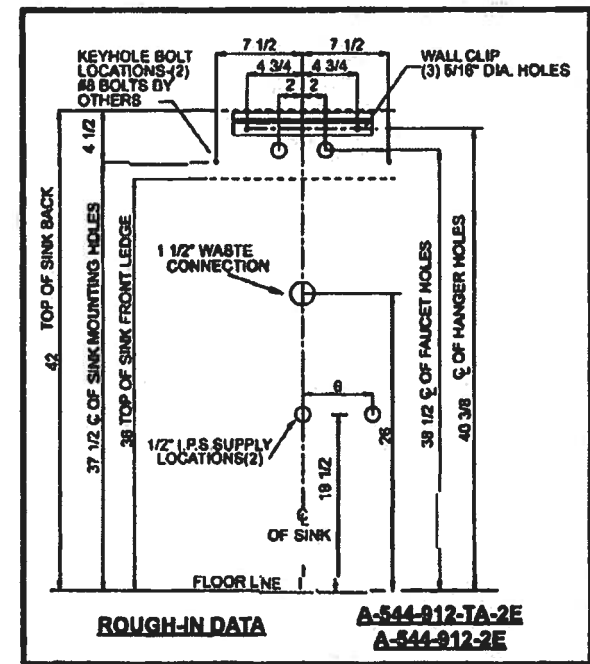 7 1/2
7 1/2
KEYHOLE BOLT
LOCATIONS-(2)
#8 BOLTS BY
OTHERS
4 3/4
4 3/4
2
2
WALL CLIP
(3) 5/16" DIA. HOLES
4 1/2
42 TOP OF SINK BACK
37 1/2 ℄ OF SINK MOUNTING HOLES
36 TOP OF SINK FRONT LEDGE
1 1/2" WASTE
CONNECTION
6
1/2" I.P.S SUPPLY
LOCATIONS(2)
19 1/2
26
38 1/2 ℄ OF FAUCET HOLES
40 3/8 ℄ OF HANGER HOLES
℄
OF SINK
FLOOR LINE
ROUGH-IN DATA
A-544-912-TA-2E
A-544-912-2E